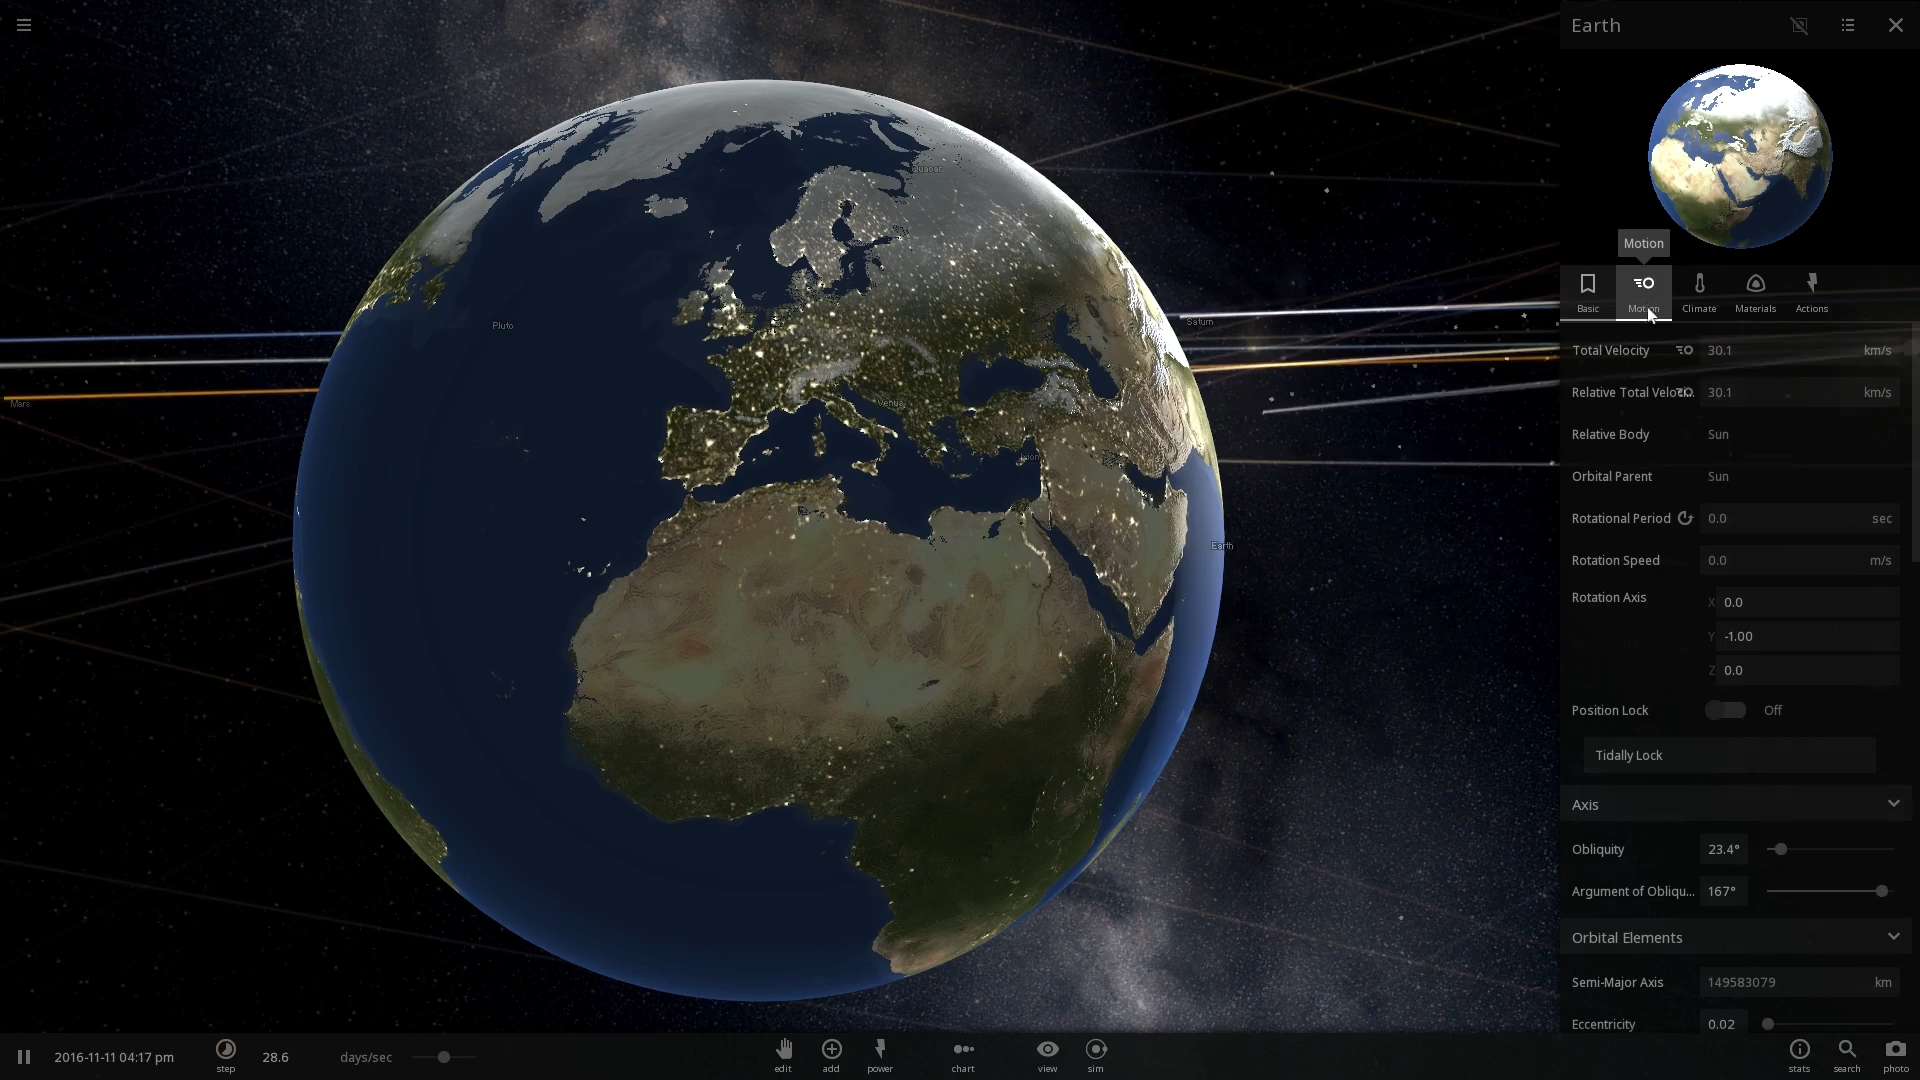 Earth
Motion
Basic
Motion
Climate
Materials
Actions
Total Velocity 30.1 km/s
Relative Total Veloci... 30.1 km/s
Relative Body Sun
Orbital Parent Sun
Rotational Period 0.0 sec
Rotation Speed 0.0 m/s
Rotation Axis X 0.0
Y -1.00
Z 0.0
Position Lock Off
Tidally Lock
Axis
Obliquity 23.4°
Argument of Obliqu... 167°
Orbital Elements
Semi-Major Axis 149583079 km
Eccentricity 0.02
Quaoar
Pluto
Saturn
Mars
Venus
Earth
2016-11-11 04:17 pm
step
28.6 days/sec
edit
add
power
chart
view
sim
stats
search
photo